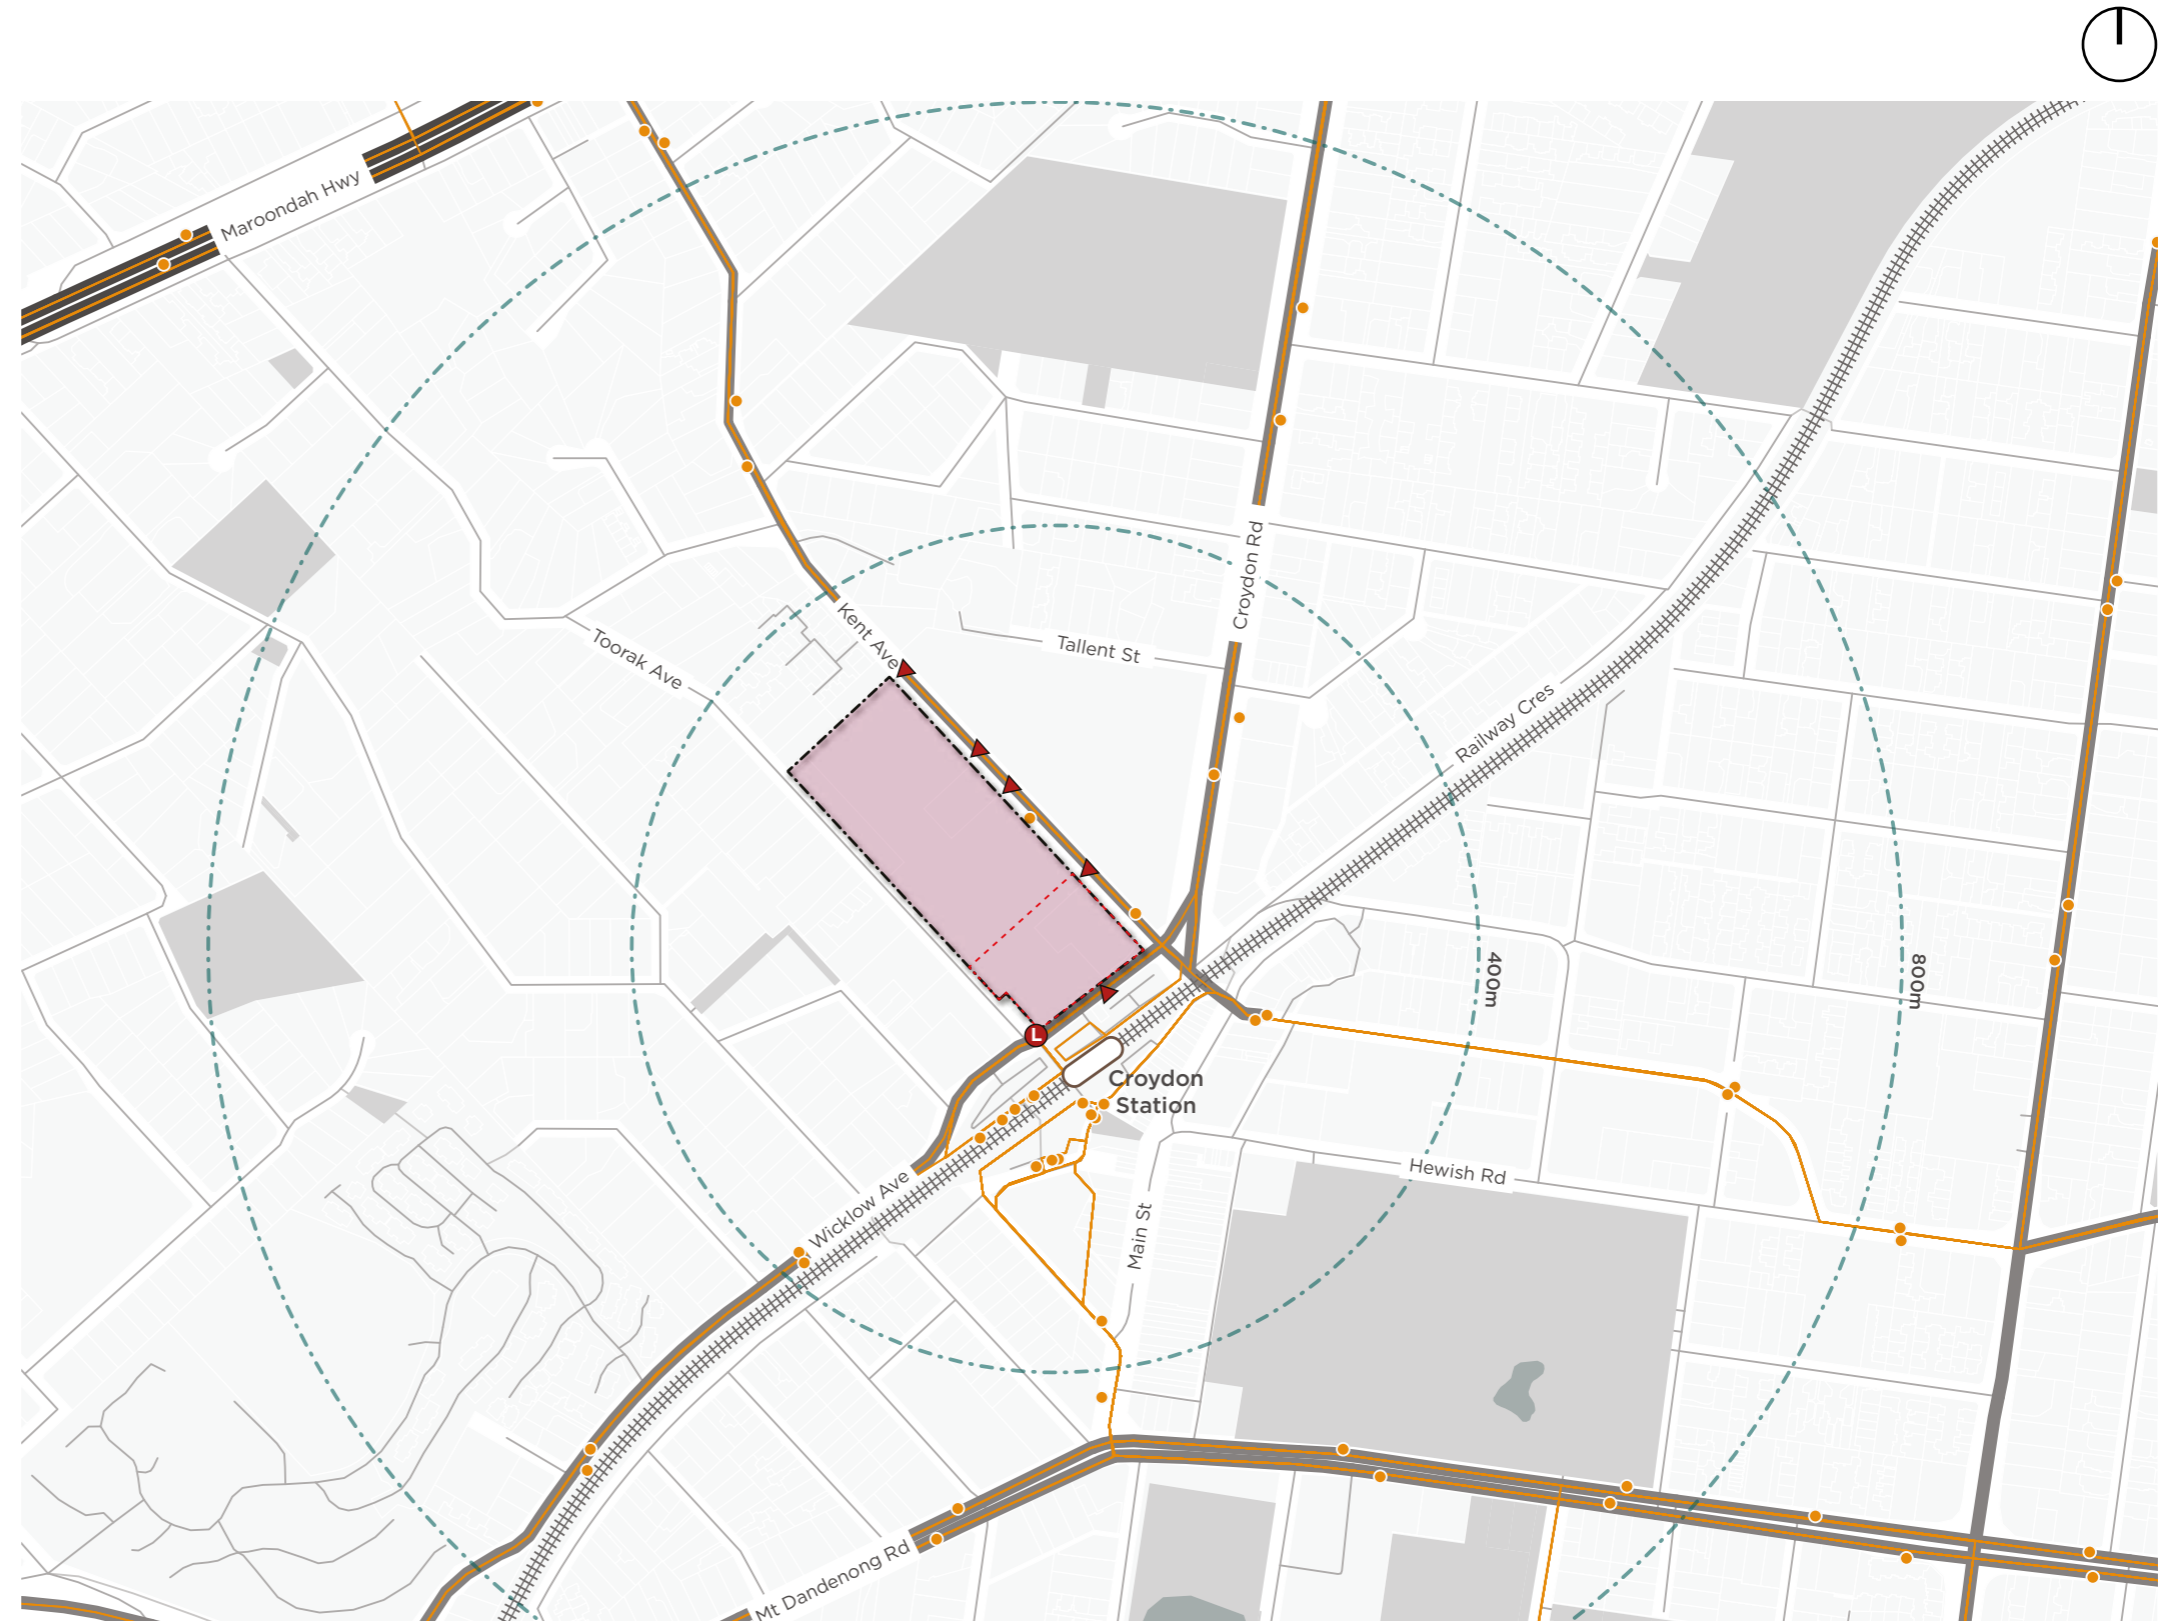 Maroondah Hwy
Croydon Rd
Kent Ave
Toorak Ave
Tallent St
Railway Cres
400m
800m
L
Croydon
Station
Hewish Rd
Wicklow Ave
Main St
Mt Dandenong Rd